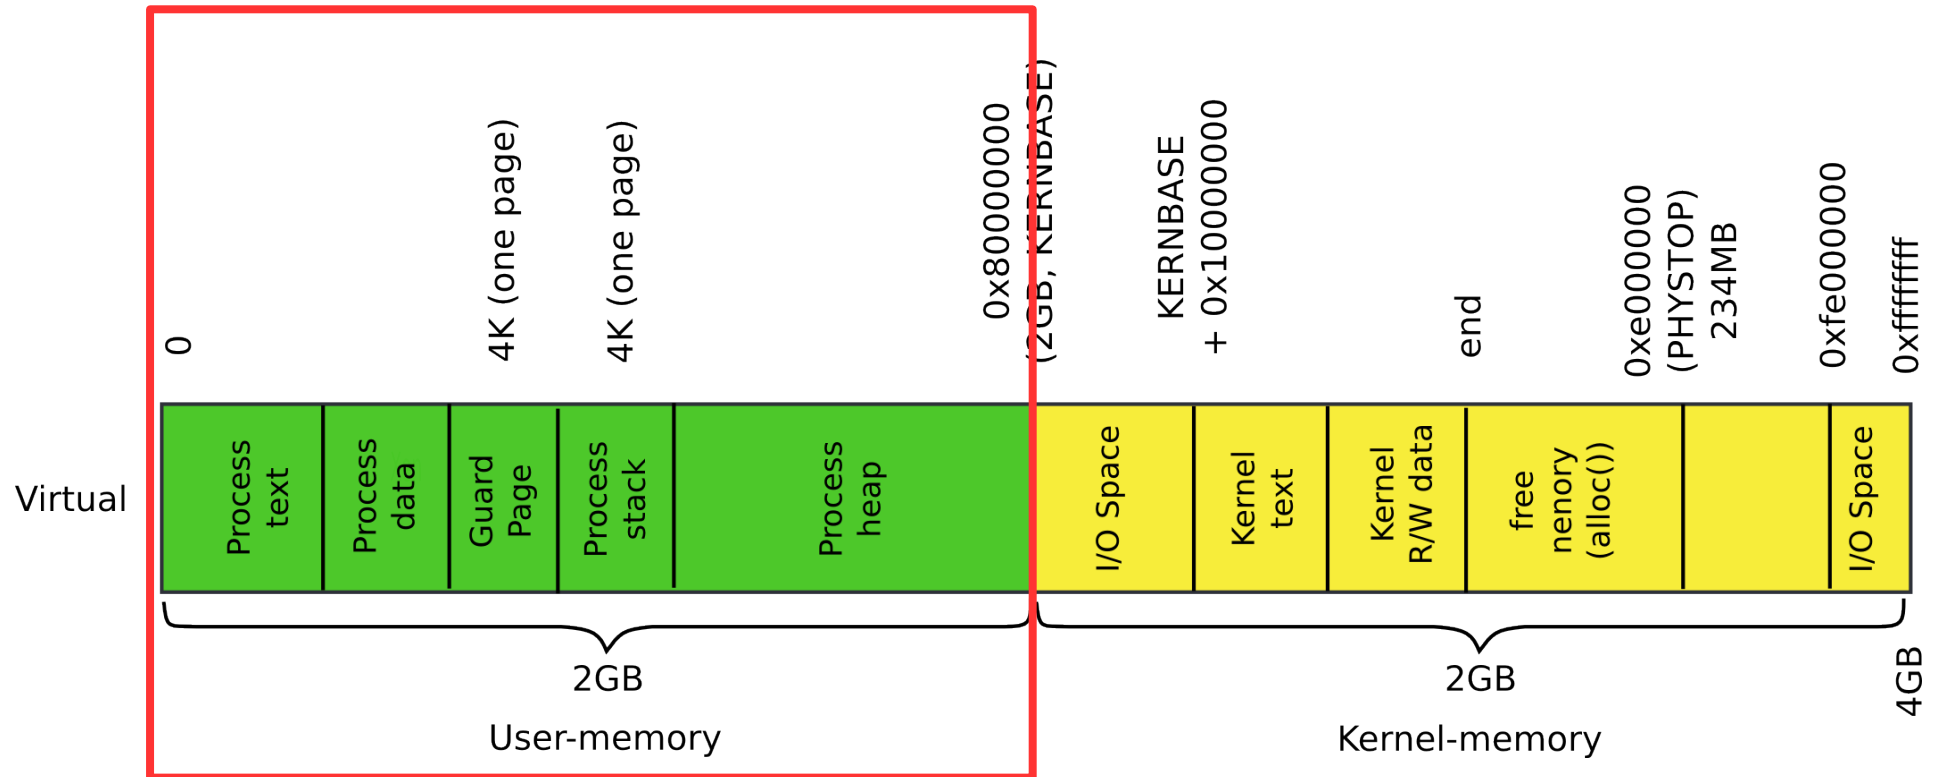 0
4K (one page)
4K (one page)
0x80000000
(2GB, KERNBASE)
KERNBASE
+ 0x10000000
end
0xe000000
(PHYSTOP)
234MB
0xfe000000
0xffffffff
Virtual
Process
text
Process
data
Guard
Page
Process
stack
Process
heap
I/O Space
Kernel
text
Kernel
R/W data
free
nenory
(alloc())
I/O Space
2GB
2GB
4GB
User-memory
Kernel-memory